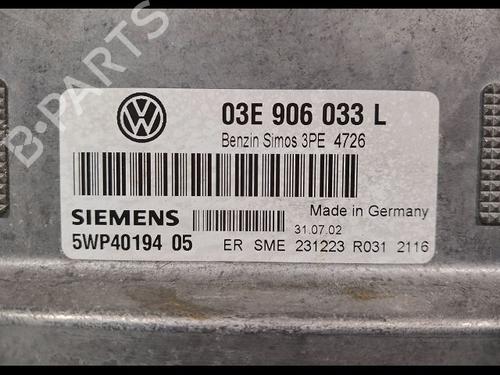 B-PARTS
VW
03E 906 033 L
Benzin Simos 3PE 4726
SIEMENS
Made in Germany
31.07.02
5WP40194 05
ER SME 231223 R031 2116